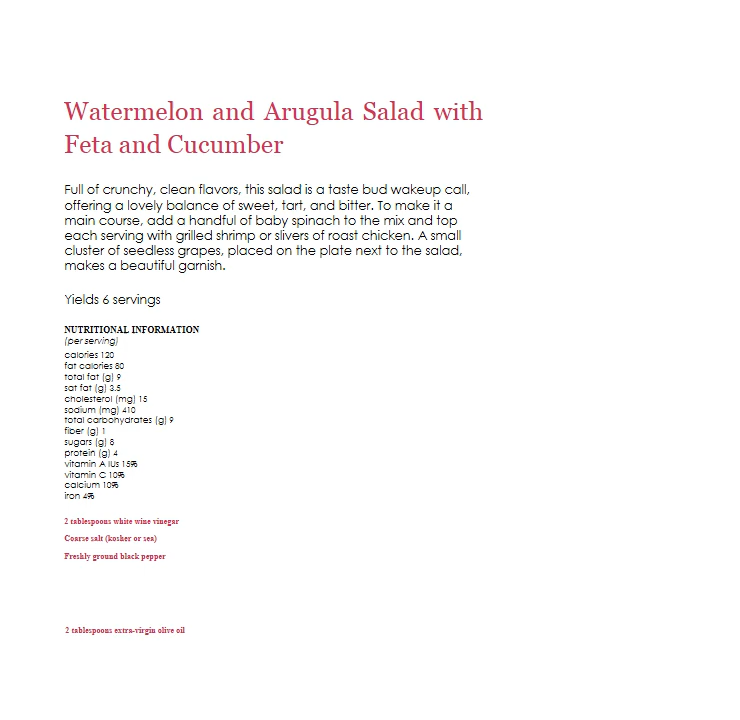 Watermelon and Arugula Salad with
Feta and Cucumber
Full of crunchy, clean flavors, this salad is a taste bud wakeup call,
offering a lovely balance of sweet, tart, and bitter. To make it a
main course, add a handful of baby spinach to the mix and top
each serving with grilled shrimp or slivers of roast chicken. A small
cluster of seedless grapes, placed on the plate next to the salad,
makes a beautiful garnish.
Yields 6 servings
NUTRITIONAL INFORMATION
(per serving)
calories 120
fat calories 80
total fat (g) 9
sat fat (g) 3.5
cholesterol (mg) 15
sodium (mg) 410
total carbohydrates (g) 9
fiber (g) 1
sugars (g) 8
protein (g) 4
vitamin A IUs 15%
vitamin C 10%
calcium 10%
iron 4%
2 tablespoons white wine vinegar
Coarse salt (kosher or sea)
Freshly ground black pepper
2 tablespoons extra-virgin olive oil